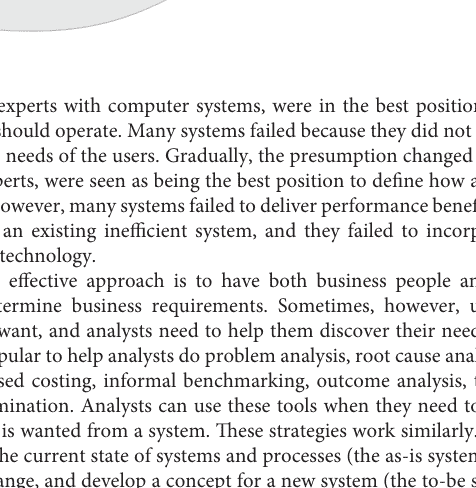 experts with computer systems, were in the best position
should operate. Many systems failed because they did not
needs of the users. Gradually, the presumption changed
perts, were seen as being the best position to define how a
owever, many systems failed to deliver performance benef
an existing inefficient system, and they failed to incorp
technology.
effective approach is to have both business people an
termine business requirements. Sometimes, however, u
want, and analysts need to help them discover their need
pular to help analysts do problem analysis, root cause anal
sed costing, informal benchmarking, outcome analysis,
mination. Analysts can use these tools when they need to
is wanted from a system. These strategies work similarly.
he current state of systems and processes (the as-is system
ange, and develop a concept for a new system (the to-be s